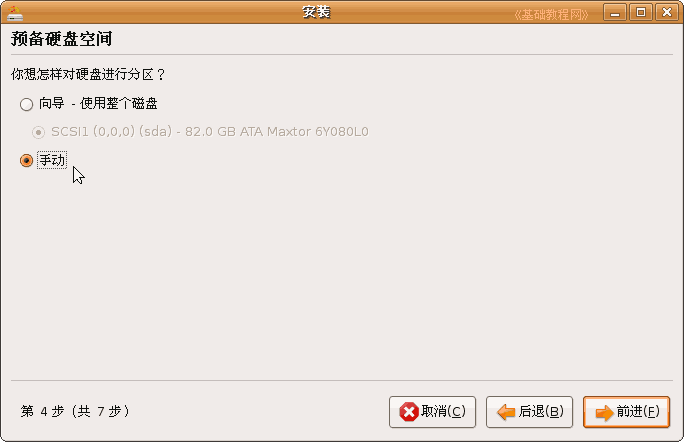 安装
《基础教程网》
预备硬盘空间
你想怎样对硬盘进行分区？
向导 - 使用整个磁盘
SCSI1 (0,0,0) (sda) - 82.0 GB ATA Maxtor 6Y080L0
手动
第 4 步 (共 7 步)
取消(C) 后退(B) 前进(F)